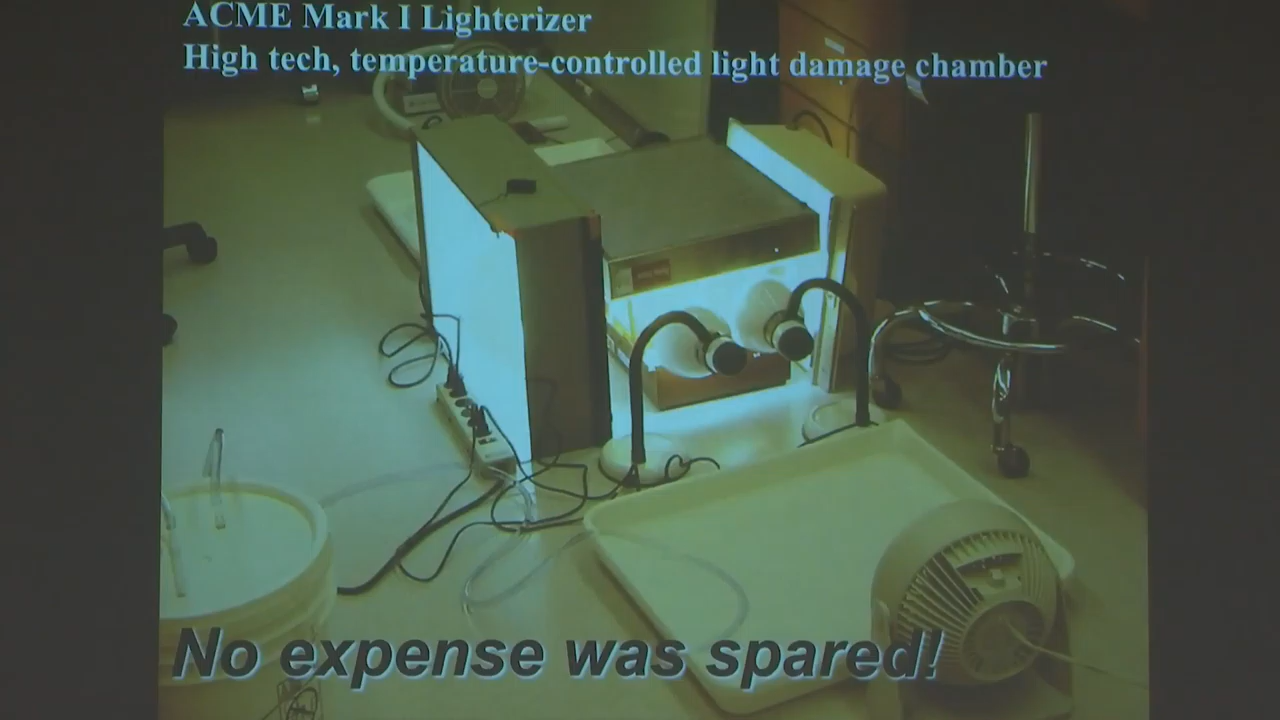 ACME Mark I Lighterizer
High tech, temperature-controlled light damage chamber
No expense was spared!